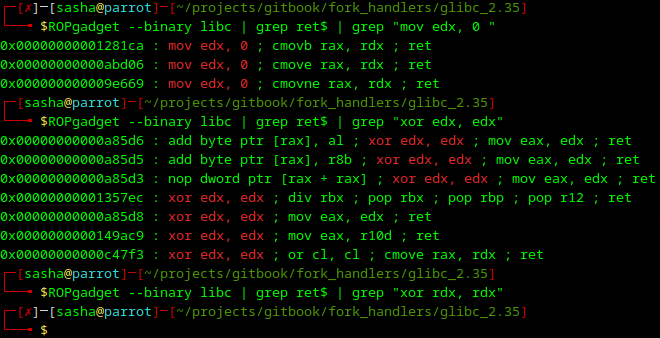 ┌─[✗]─[sasha@parrot]─[~/projects/gitbook/fork_handlers/glibc_2.35]
└──╼ $ROPgadget --binary libc | grep ret$ | grep "mov edx, 0 "
0x00000000001281ca : mov edx, 0 ; cmovb rax, rdx ; ret
0x00000000000abd06 : mov edx, 0 ; cmove rax, rdx ; ret
0x000000000009e669 : mov edx, 0 ; cmovne rax, rdx ; ret
┌─[sasha@parrot]─[~/projects/gitbook/fork_handlers/glibc_2.35]
└──╼ $ROPgadget --binary libc | grep ret$ | grep "xor edx, edx"
0x00000000000a85d6 : add byte ptr [rax], al ; xor edx, edx ; mov eax, edx ; ret
0x00000000000a85d5 : add byte ptr [rax], r8b ; xor edx, edx ; mov eax, edx ; ret
0x00000000000a85d3 : nop dword ptr [rax + rax] ; xor edx, edx ; mov eax, edx ; ret
0x00000000001357ec : xor edx, edx ; div rbx ; pop rbx ; pop rbp ; pop r12 ; ret
0x00000000000a85d8 : xor edx, edx ; mov eax, edx ; ret
0x0000000000149ac9 : xor edx, edx ; mov eax, r10d ; ret
0x00000000000c47f3 : xor edx, edx ; or cl, cl ; cmove rax, rdx ; ret
┌─[sasha@parrot]─[~/projects/gitbook/fork_handlers/glibc_2.35]
└──╼ $ROPgadget --binary libc | grep ret$ | grep "xor rdx, rdx"
┌─[✗]─[sasha@parrot]─[~/projects/gitbook/fork_handlers/glibc_2.35]
└──╼ $